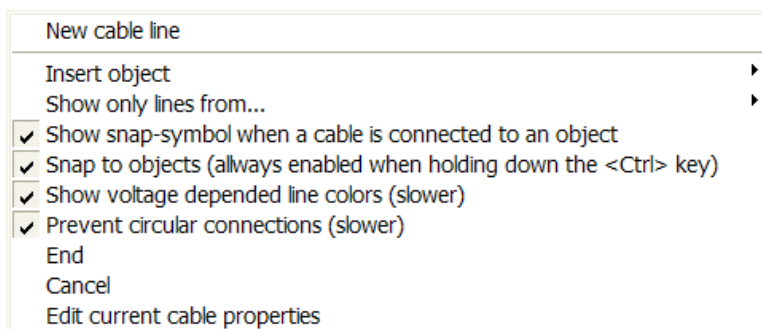 New cable line
Insert object
Show only lines from...
Show snap-symbol when a cable is connected to an object
Snap to objects (allways enabled when holding down the <Ctrl> key)
Show voltage depended line colors (slower)
Prevent circular connections (slower)
End
Cancel
Edit current cable properties